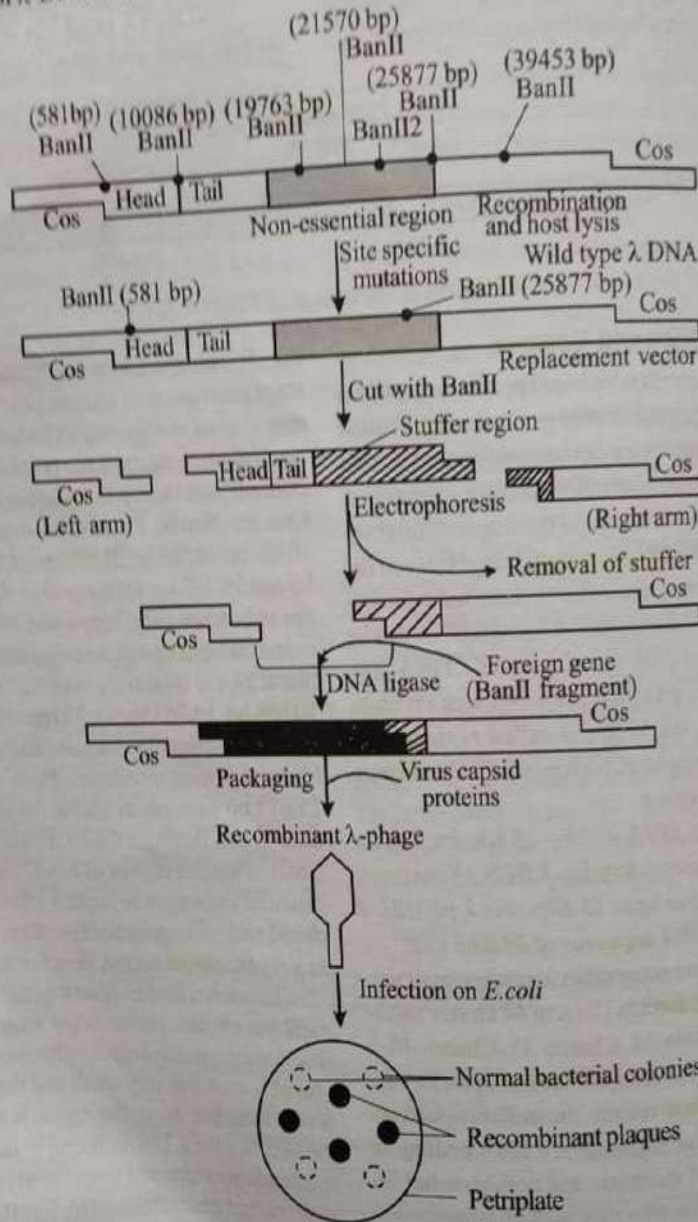 (21570 bp)
BanII
(25877 bp)
BanII
(39453 bp)
BanII
(581bp)
BanII
(10086 bp)
BanII
(19763 bp)
BanII
BanII2
Cos
Head
Tail
Cos
Non-essential region
Recombination
and host lysis
Site specific
mutations
Wild type λ DNA
BanII (581 bp)
BanII (25877 bp)
Cos
Head
Tail
Cos
Replacement vector
Cut with BanII
Stuffer region
Cos
(Left arm)
Head
Tail
Cos
(Right arm)
Electrophoresis
Removal of stuffer
Cos
Cos
DNA ligase
Foreign gene
(BanII fragment)
Cos
Cos
Packaging
Virus capsid
proteins
Recombinant λ-phage
Infection on E.coli
Normal bacterial colonies
Recombinant plaques
Petriplate